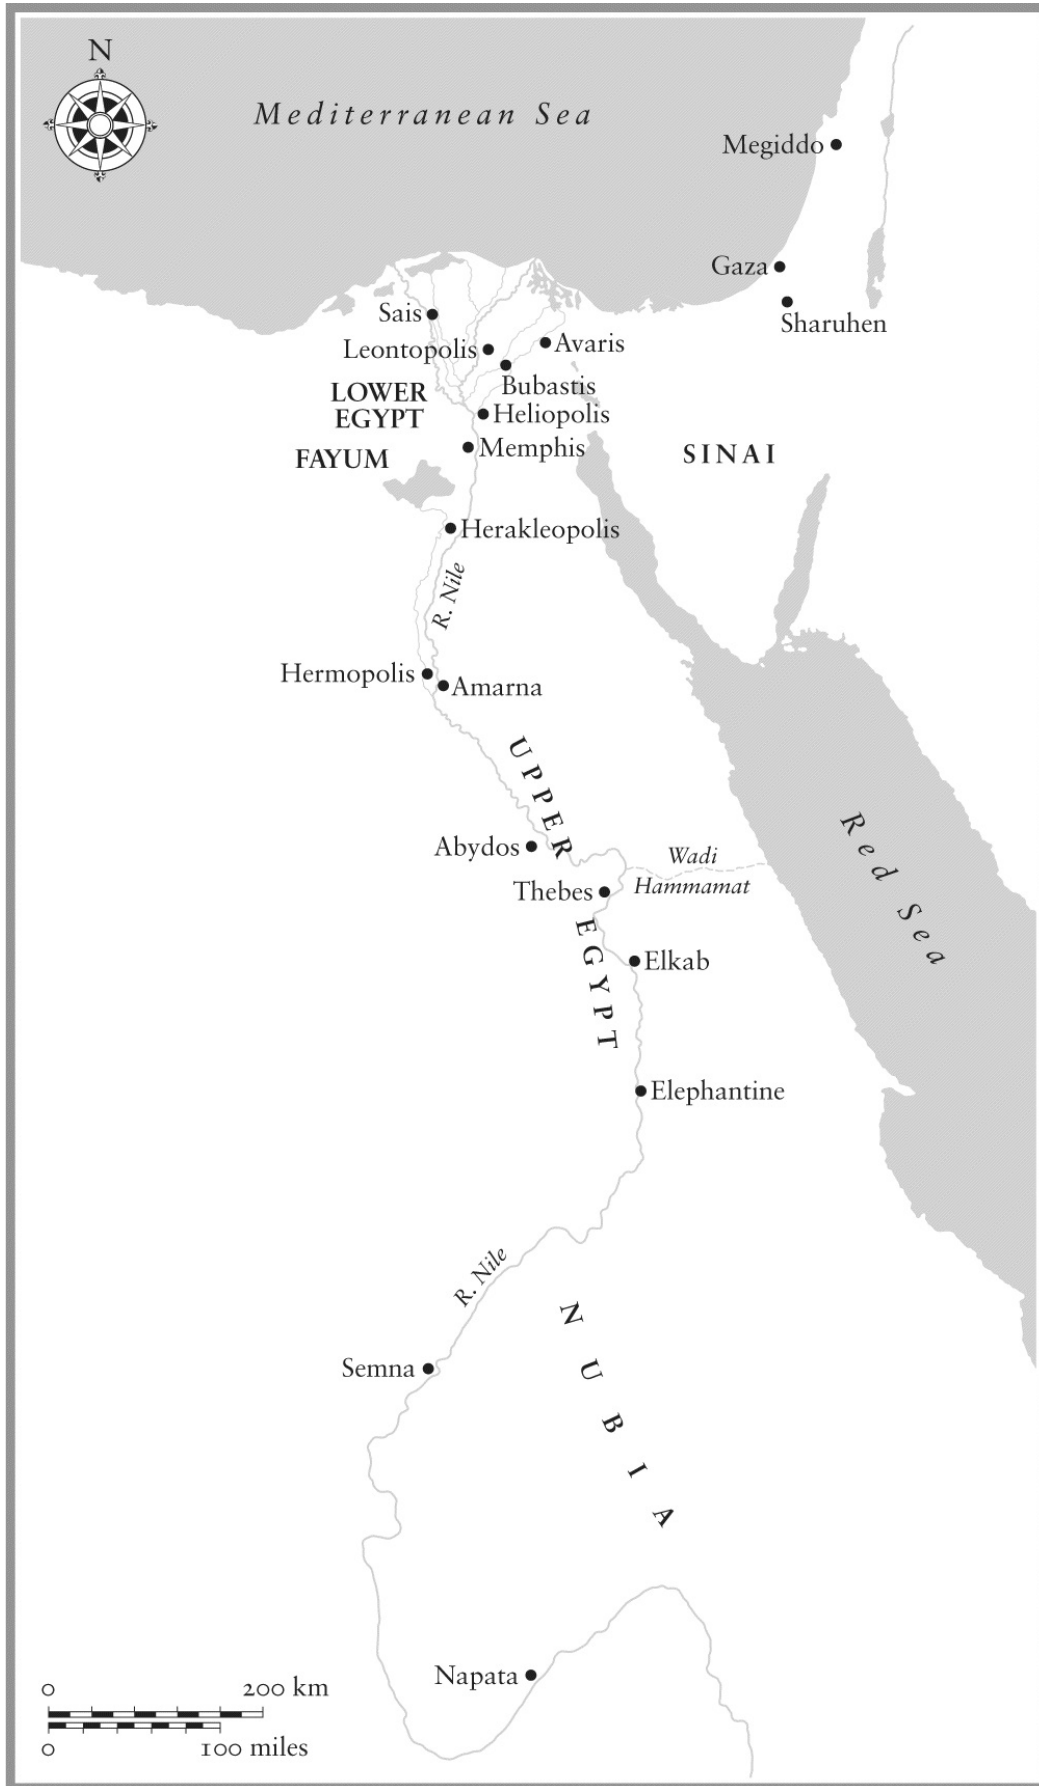 N
Mediterranean Sea
Megiddo
Gaza
Sharuhen
Sais
Leontopolis
Avaris
Bubastis
LOWER
EGYPT
Heliopolis
FAYUM
Memphis
SINAI
Herakleopolis
R. Nile
Hermopolis
Amarna
UPPER
EGYPT
Abydos
Wadi
Hammamat
Thebes
Red Sea
Elkab
Elephantine
R. Nile
NUBIA
Semna
Napata
0 200 km
0 100 miles